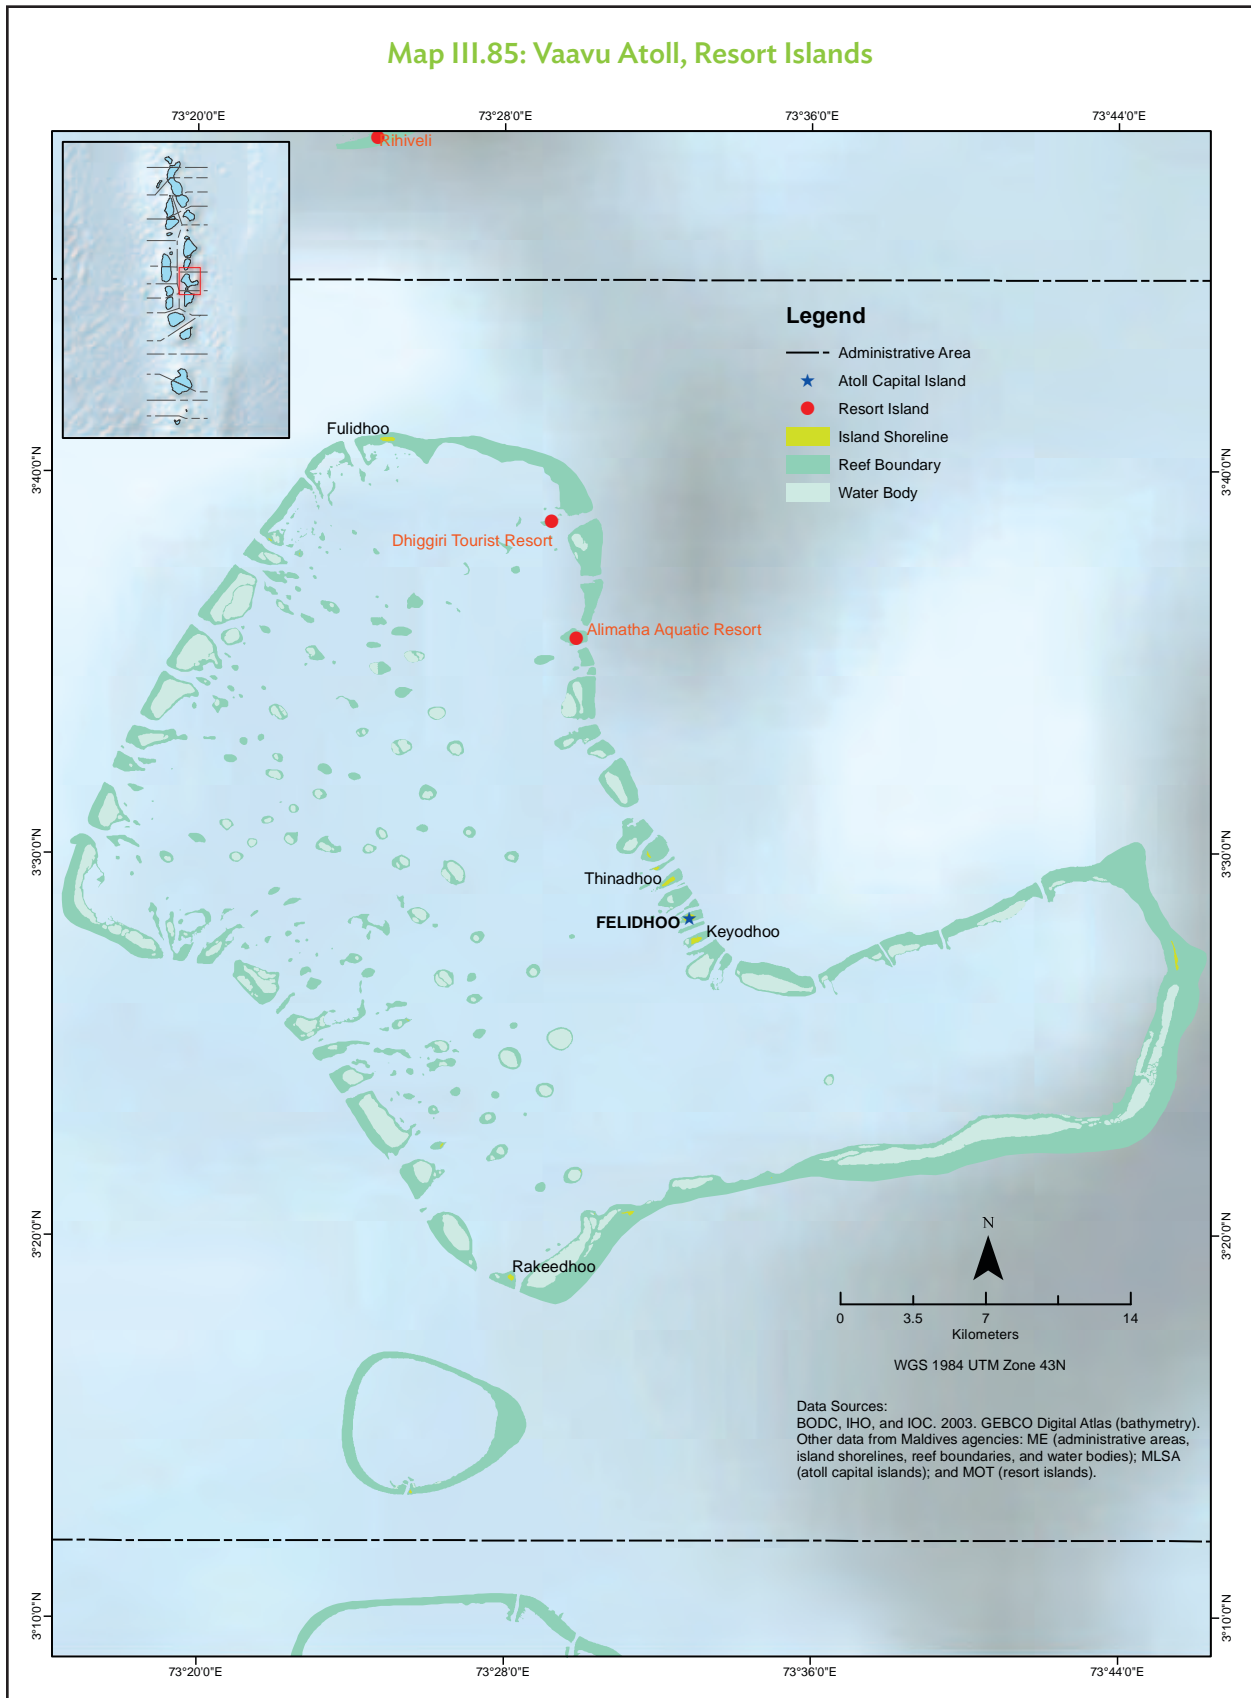 Map III.85: Vaavu Atoll, Resort Islands
73°20'0"E
73°28'0"E
73°36'0"E
73°44'0"E
Rihiveli
Legend
Administrative Area
Atoll Capital Island
Resort Island
Island Shoreline
Reef Boundary
Water Body
Fulidhoo
3°40'0"N
3°40'0"N
Dhiggiri Tourist Resort
Alimatha Aquatic Resort
3°30'0"N
3°30'0"N
Thinadhoo
FELIDHOO
Keyodhoo
3°20'0"N
3°20'0"N
N
Rakeedhoo
0
3.5
7
14
Kilometers
WGS 1984 UTM Zone 43N
Data Sources:
BODC, IHO, and IOC. 2003. GEBCO Digital Atlas (bathymetry).
Other data from Maldives agencies: ME (administrative areas,
island shorelines, reef boundaries, and water bodies); MLSA
(atoll capital islands); and MOT (resort islands).
3°10'0"N
3°10'0"N
73°20'0"E
73°28'0"E
73°36'0"E
73°44'0"E